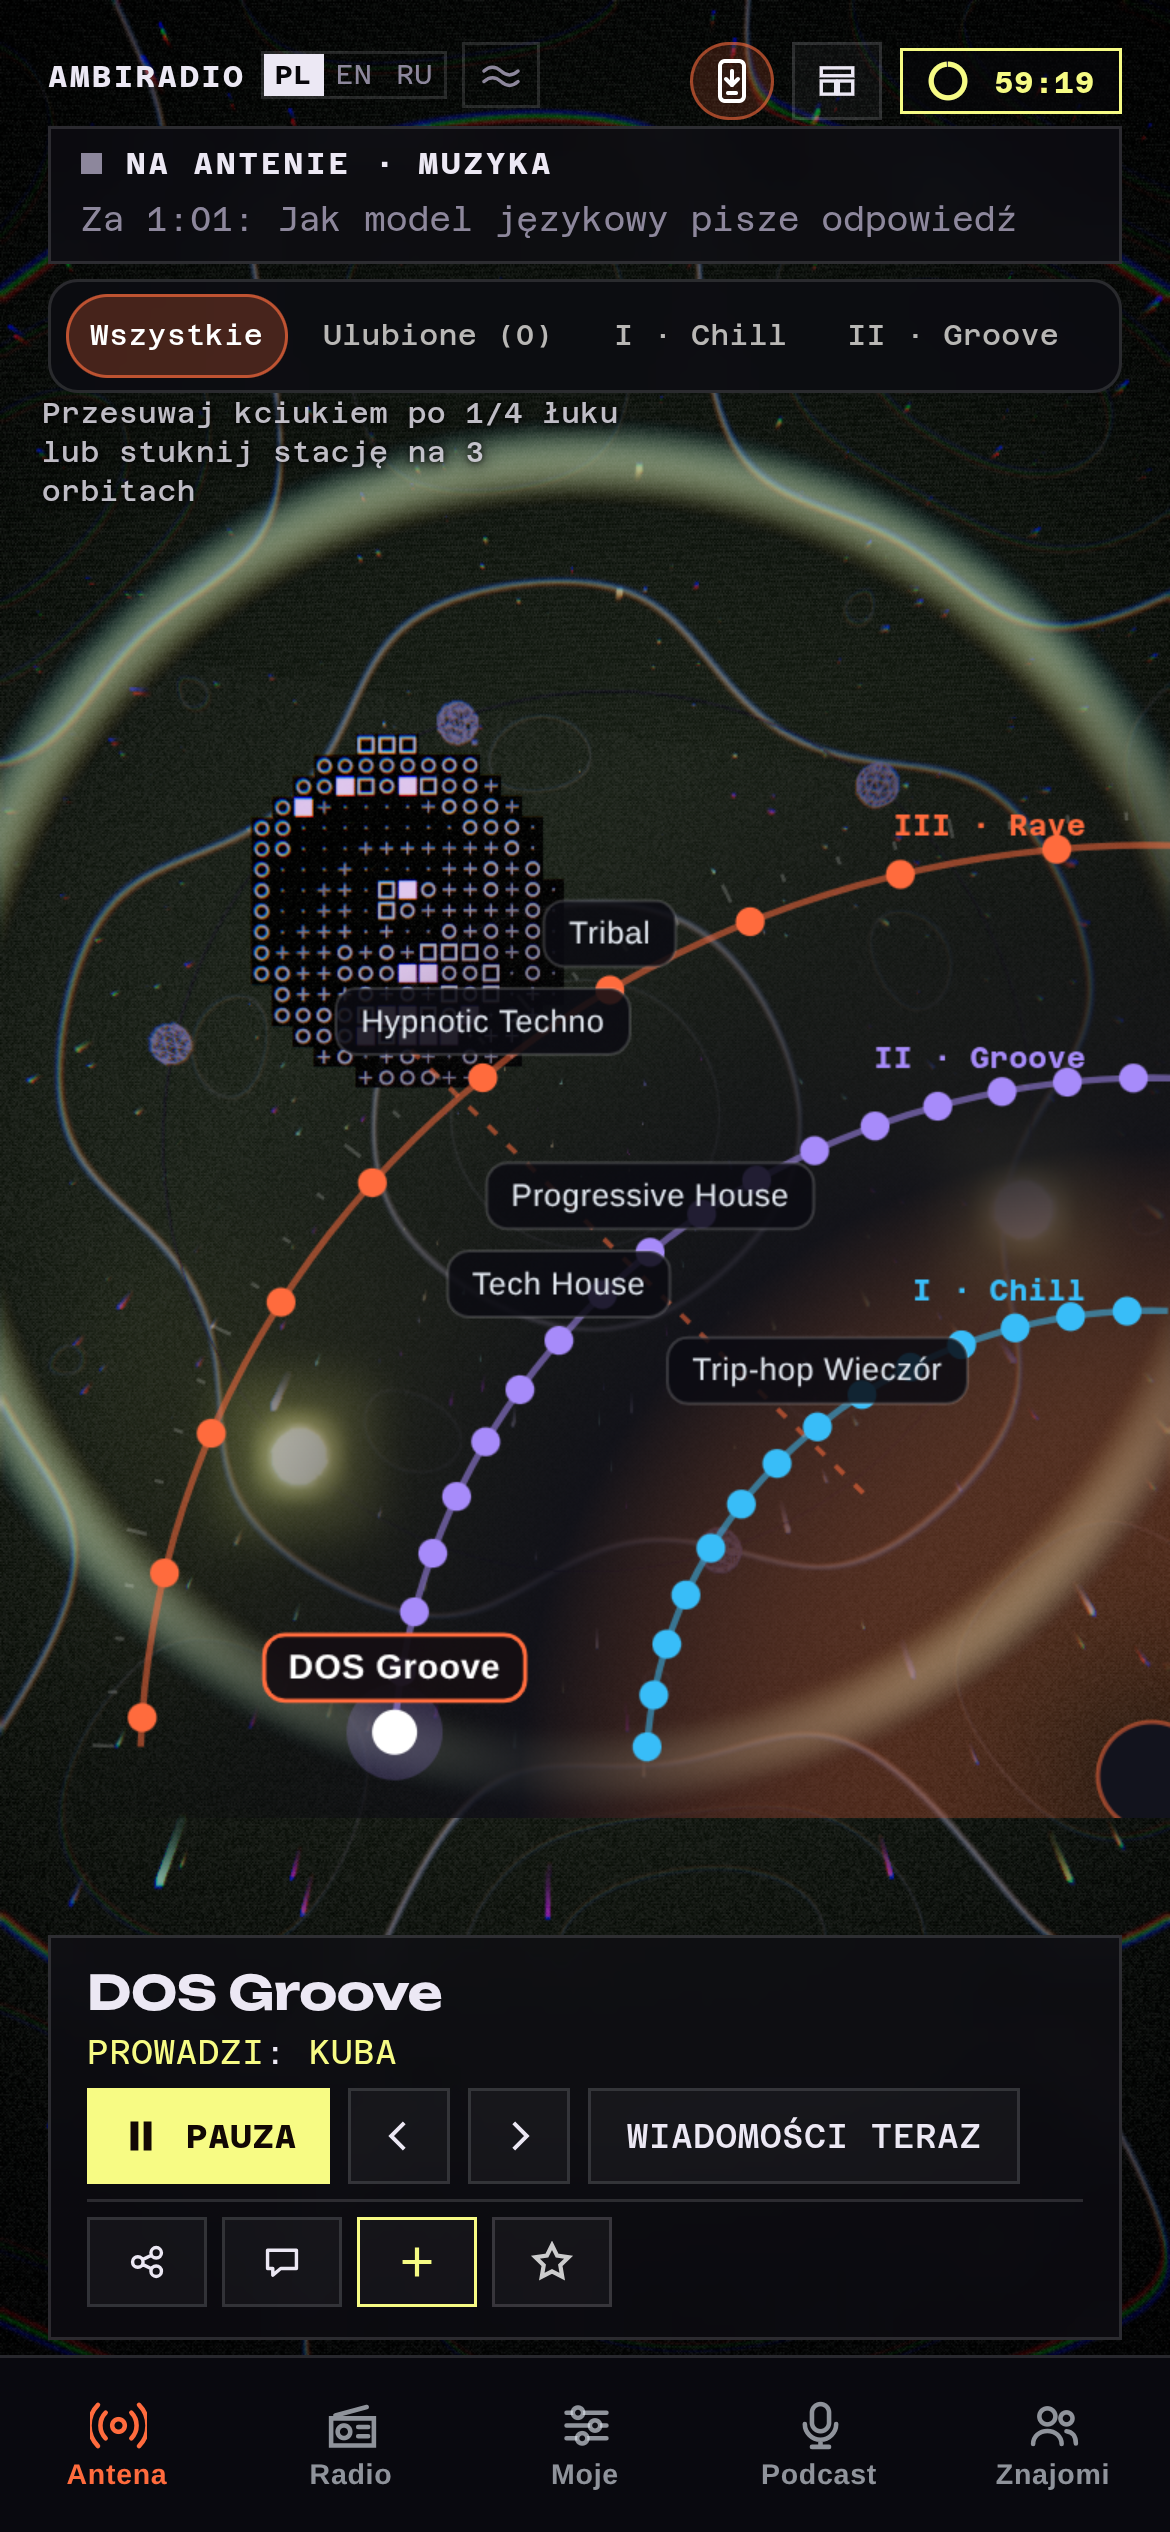 AMBIRADIO PL EN RU 59:19
NA ANTENIE · MUZYKA
Za 1:01: Jak model językowy pisze odpowiedź
Wszystkie Ulubione (0) I · Chill II · Groove
Przesuwaj kciukiem po 1/4 łuku
lub stuknij stację na 3
orbitach
III · Rave
Tribal
Hypnotic Techno
II · Groove
Progressive House
Tech House
I · Chill
Trip-hop Wieczór
DOS Groove
DOS Groove
PROWADZI: KUBA
PAUZA WIADOMOŚCI TERAZ
Antena Radio Moje Podcast Znajomi